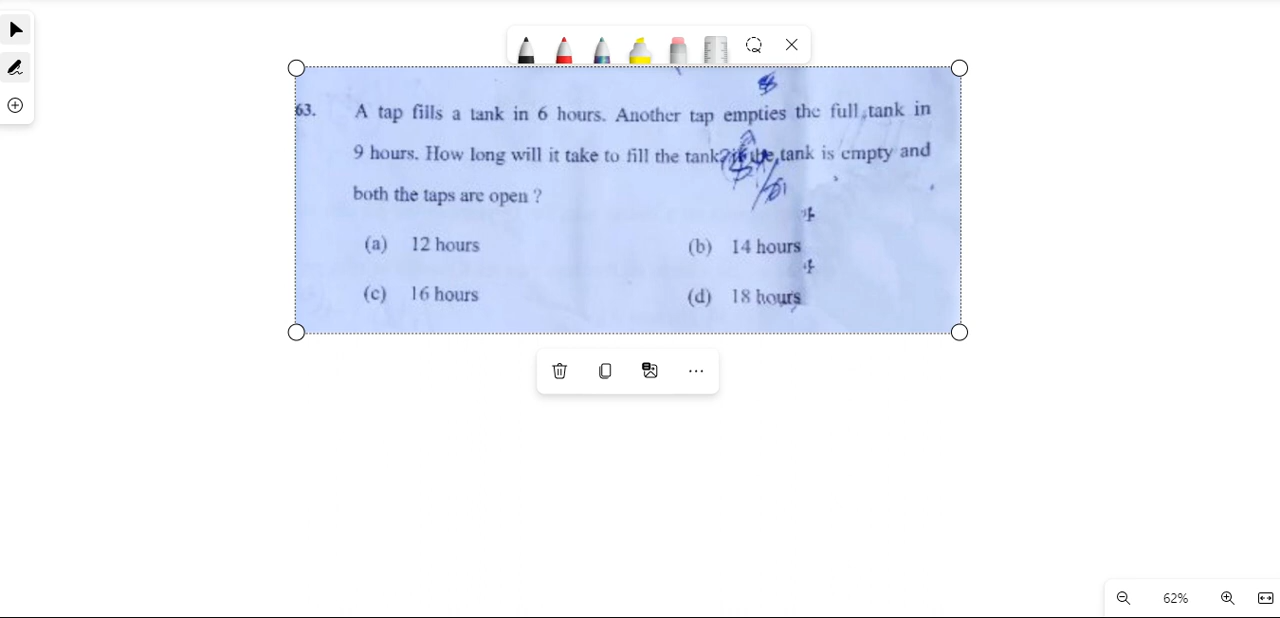 63. A tap fills a tank in 6 hours. Another tap empties the full tank in
9 hours. How long will it take to fill the tank? if the tank is empty and
both the taps are open ?
(a) 12 hours (b) 14 hours
(c) 16 hours (d) 18 hours
62%